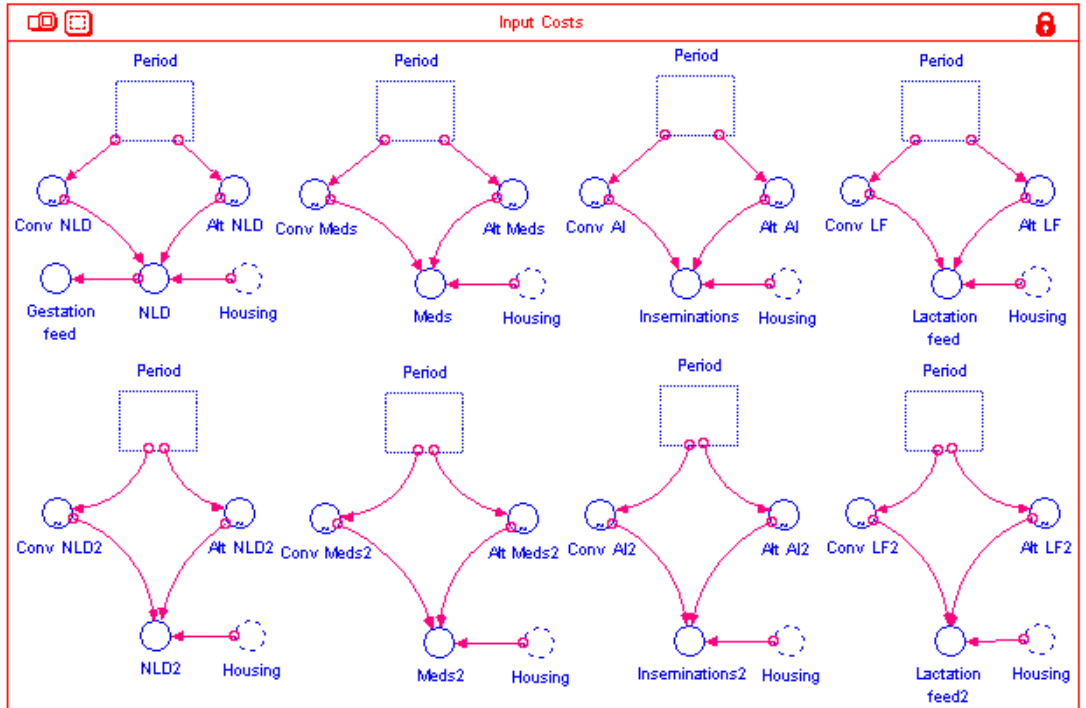 Input Costs
Period Period Period Period
Conv NLD Alt NLD Conv Meds Alt Meds Conv AI Alt AI Conv LF Alt LF
Gestation
feed
NLD Housing Meds Housing Inseminations Housing Lactation
feed
Housing
Period Period Period Period
Conv NLD2 Alt NLD2 Conv Meds2 Alt Meds2 Conv AI2 Alt AI2 Conv LF2 Alt LF2
NLD2 Housing Meds2 Housing Inseminations2 Housing Lactation
feed2
Housing